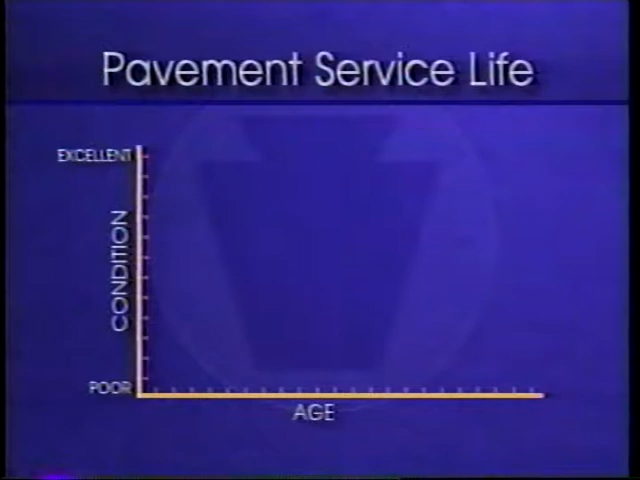 Pavement Service Life
EXCELLENT
CONDITION
POOR
AGE